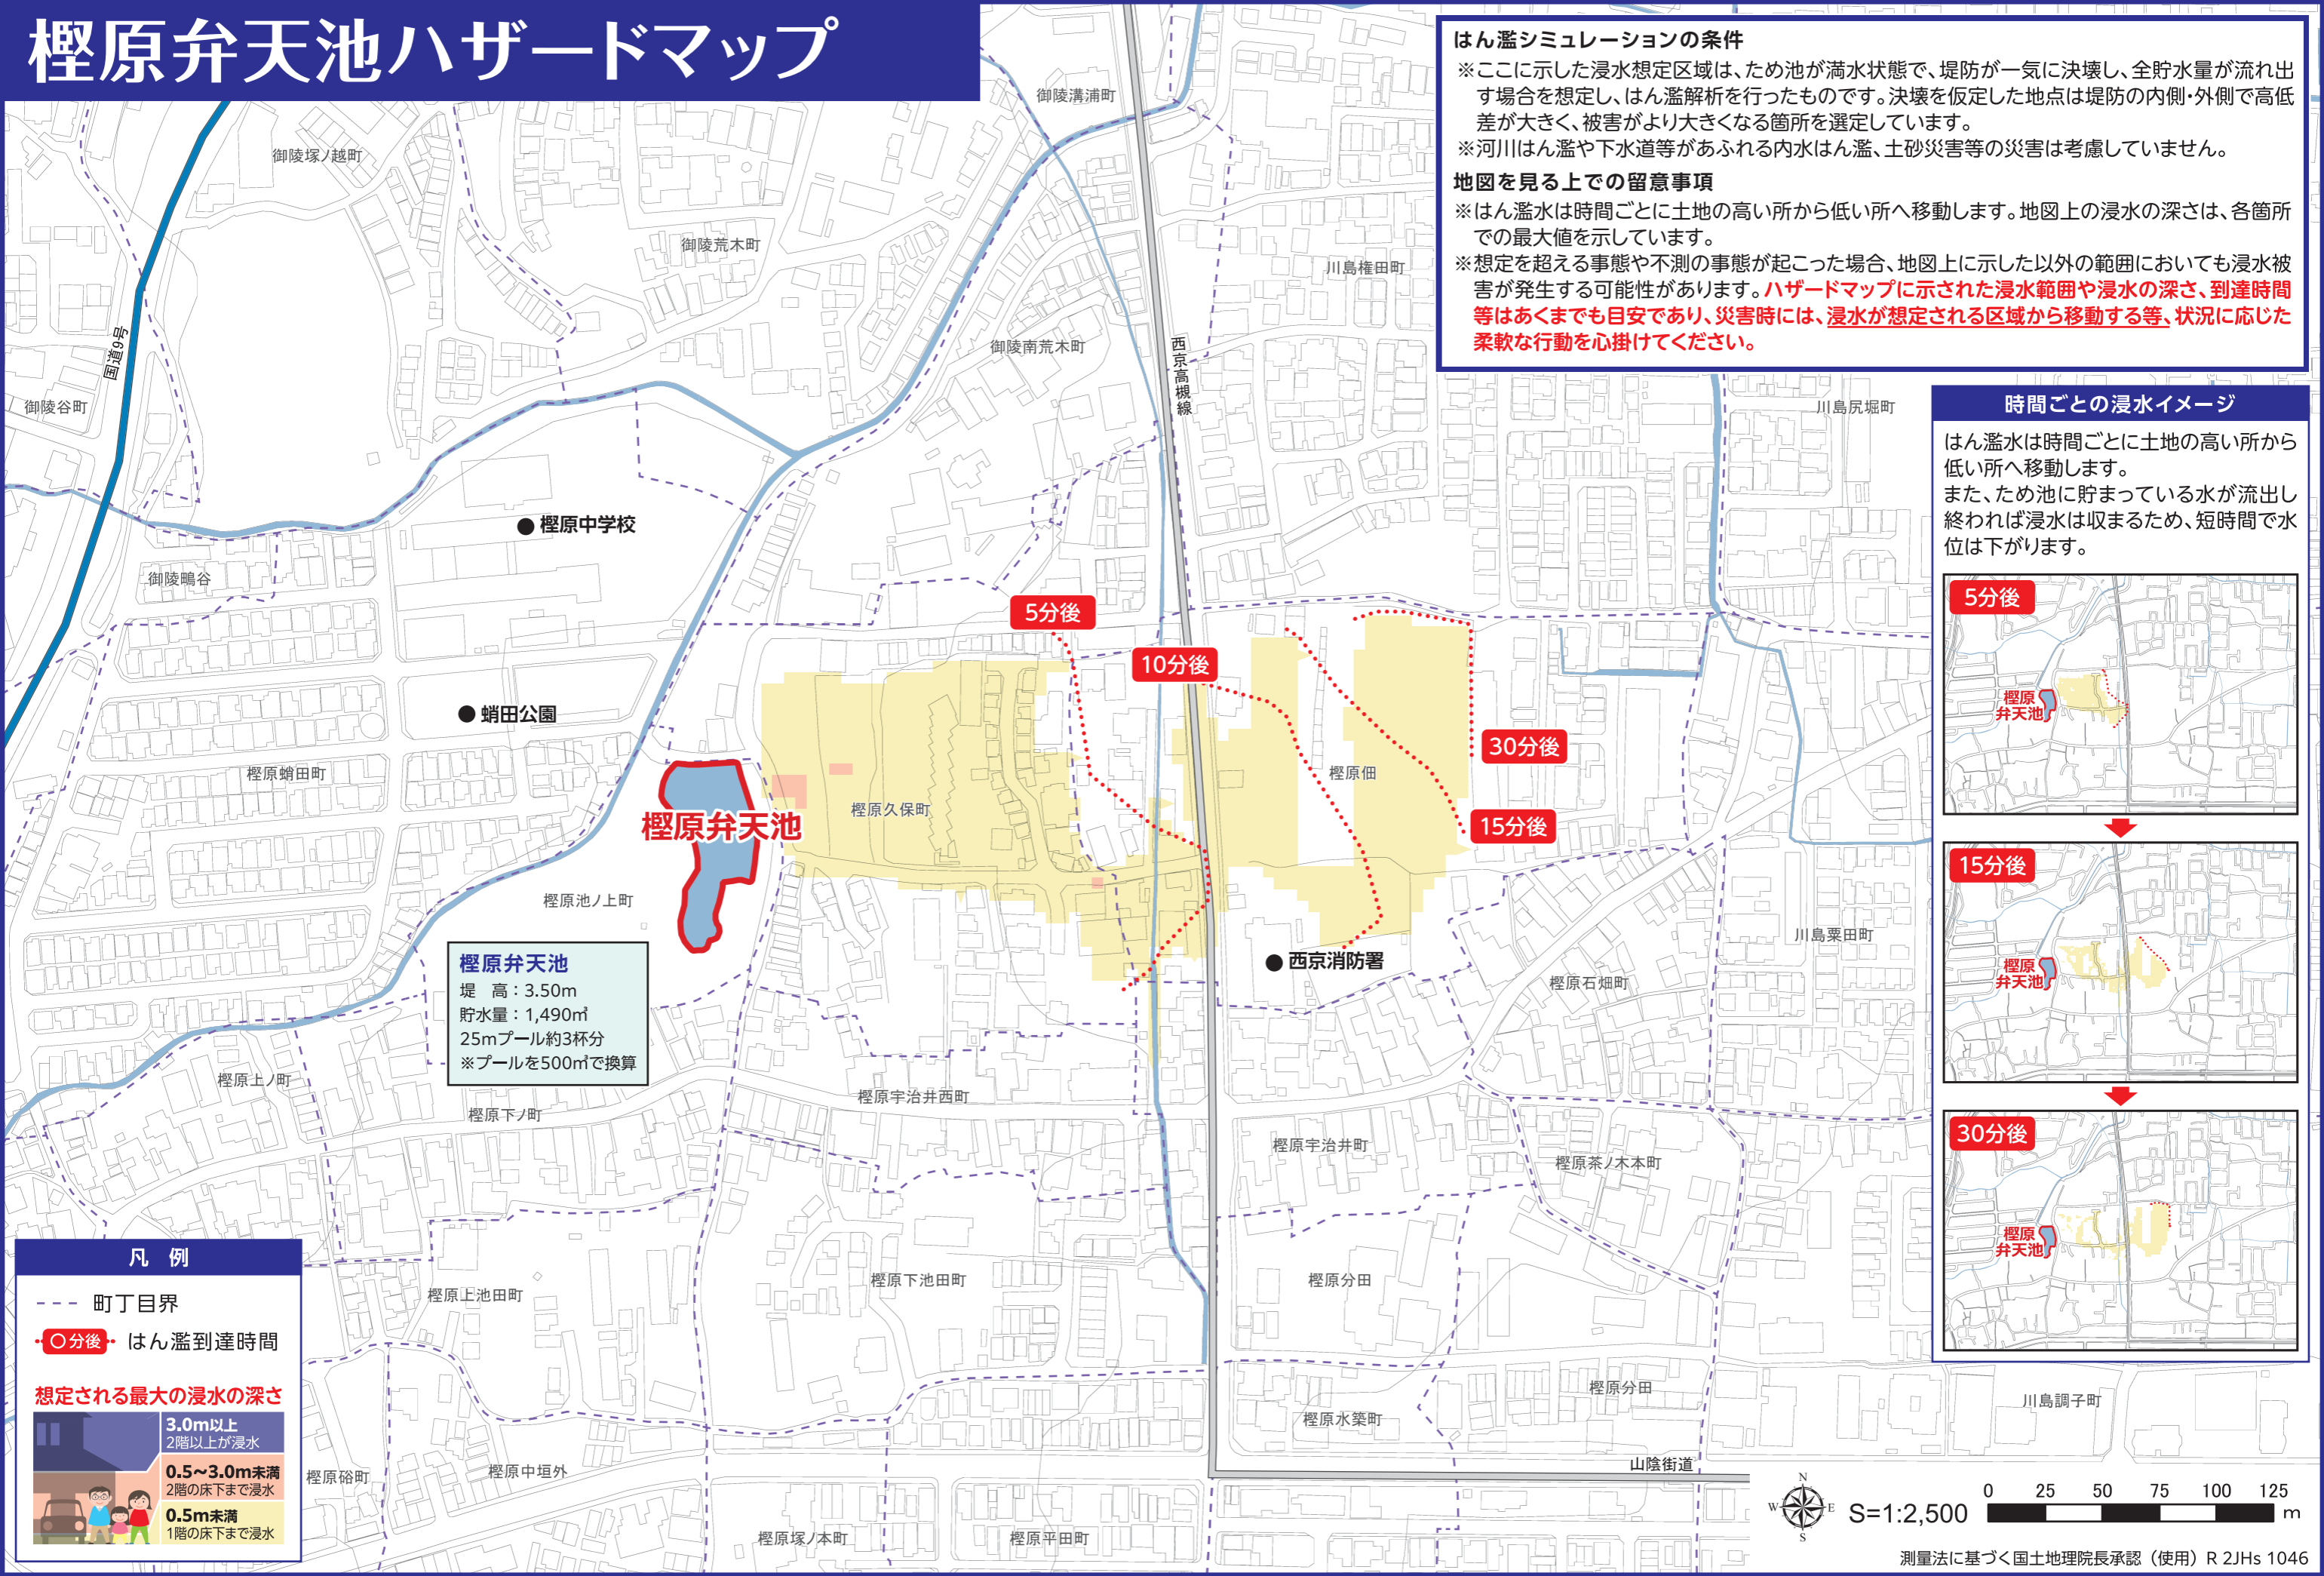 樫原弁天池ハザードマップ
はん濫シミュレーションの条件
※ここに示した浸水想定区域は、ため池が満水状態で、堤防が一気に決壊し、全貯水量が流れ出
す場合を想定し、はん濫解析を行ったものです。決壊を仮定した地点は堤防の内側・外側で高低
差が大きく、被害がより大きくなる箇所を選定しています。
※河川はん濫や下水道等があふれる内水はん濫、土砂災害等の災害は考慮していません。
地図を見る上での留意事項
※はん濫水は時間ごとに土地の高い所から低い所へ移動します。地図上の浸水の深さは、各箇所
での最大値を示しています。
※想定を超える事態や不測の事態が起こった場合、地図上に示した以外の範囲においても浸水被
害が発生する可能性があります。ハザードマップに示された浸水範囲や浸水の深さ、到達時間
等はあくまでも目安であり、災害時には、浸水が想定される区域から移動する等、状況に応じた
柔軟な行動を心掛けてください。
時間ごとの浸水イメージ
はん濫水は時間ごとに土地の高い所から
低い所へ移動します。
また、ため池に貯まっている水が流出し
終われば浸水は収まるため、短時間で水
位は下がります。
5分後
樫原
弁天池
15分後
樫原
弁天池
30分後
樫原
弁天池
御陵溝浦町
御陵塚ノ越町
御陵荒木町
川島権田町
国道9号
御陵南荒木町
西京高槻線
御陵谷町
川島尻堀町
樫原中学校
御陵鴫谷
5分後
10分後
蛸田公園
30分後
樫原蛸田町
樫原佃
樫原久保町
樫原弁天池
15分後
樫原池ノ上町
川島粟田町
西京消防署
樫原石畑町
樫原弁天池
堤 高：3.50m
貯水量：1,490㎥
25mプール約3杯分
※プールを500㎥で換算
樫原上ノ町
樫原下ノ町
樫原宇治井西町
樫原宇治井町
樫原茶ノ木本町
樫原上池田町
樫原下池田町
樫原分田
樫原分田
川島調子町
樫原水築町
山陰街道
樫原硲町
樫原中垣外
樫原塚ノ本町
樫原平田町
凡 例
町丁目界
〇分後 はん濫到達時間
想定される最大の浸水の深さ
3.0m以上
2階以上が浸水
0.5〜3.0m未満
2階の床下まで浸水
0.5m未満
1階の床下まで浸水
N
W E
S
S=1:2,500
0 25 50 75 100 125
m
測量法に基づく国土地理院長承認（使用）R 2JHs 1046